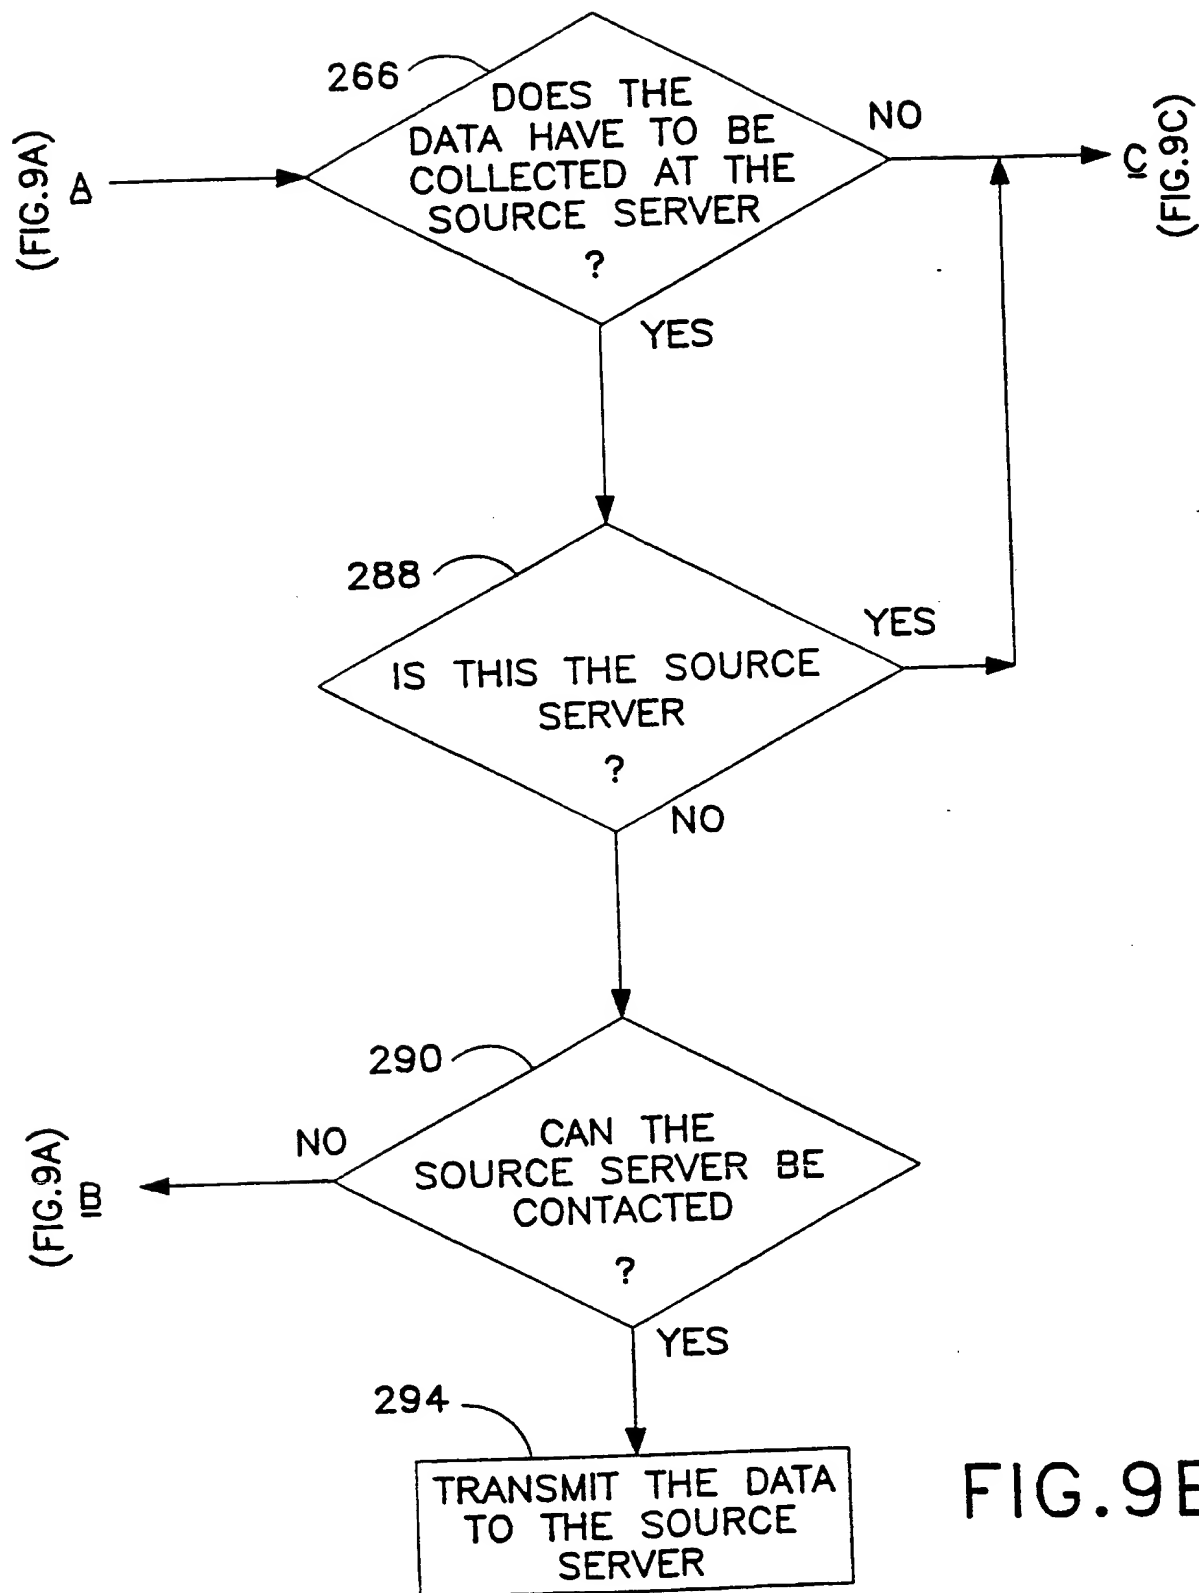 266
DOES THE
DATA HAVE TO BE
COLLECTED AT THE
SOURCE SERVER
?
NO
YES
(FIG.9A)
A
C
(FIG.9C)
288
IS THIS THE SOURCE
SERVER
?
YES
NO
290
CAN THE
SOURCE SERVER BE
CONTACTED
?
NO
YES
(FIG.9A)
B
294
TRANSMIT THE DATA
TO THE SOURCE
SERVER
FIG.9B